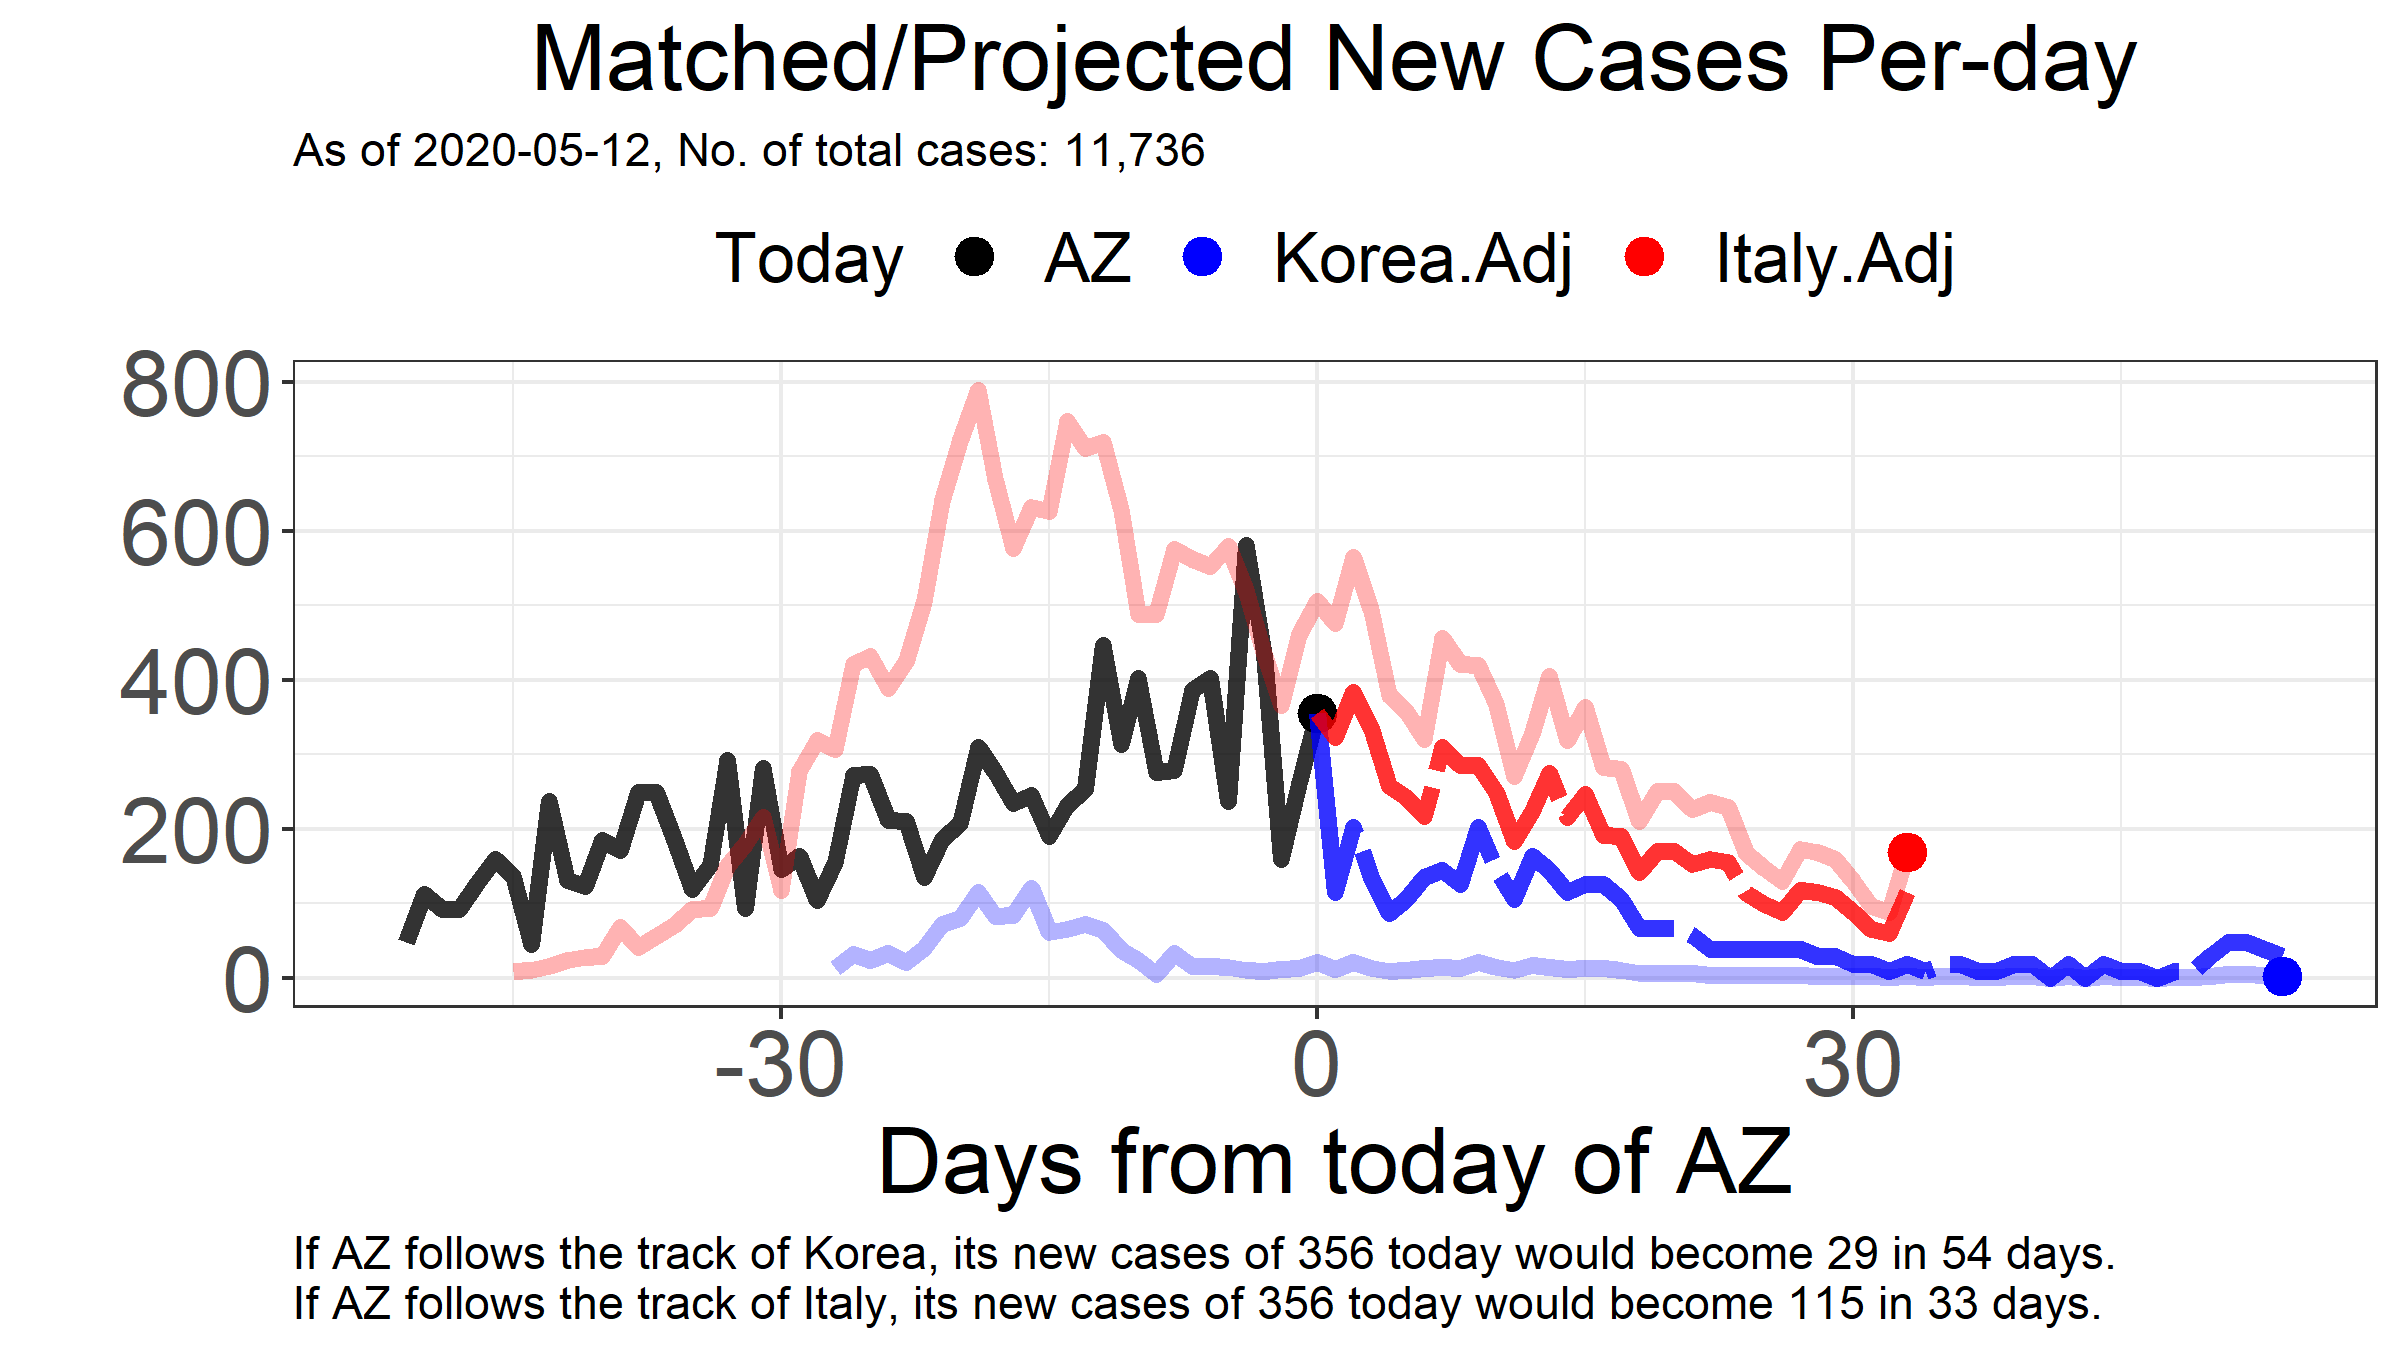 Matched/Projected New Cases Per-day
As of 2020-05-12, No. of total cases: 11,736
Today AZ Korea.Adj Italy.Adj
800
600
400
200
0
-30 0 30
Days from today of AZ
If AZ follows the track of Korea, its new cases of 356 today would become 29 in 54 days.
If AZ follows the track of Italy, its new cases of 356 today would become 115 in 33 days.